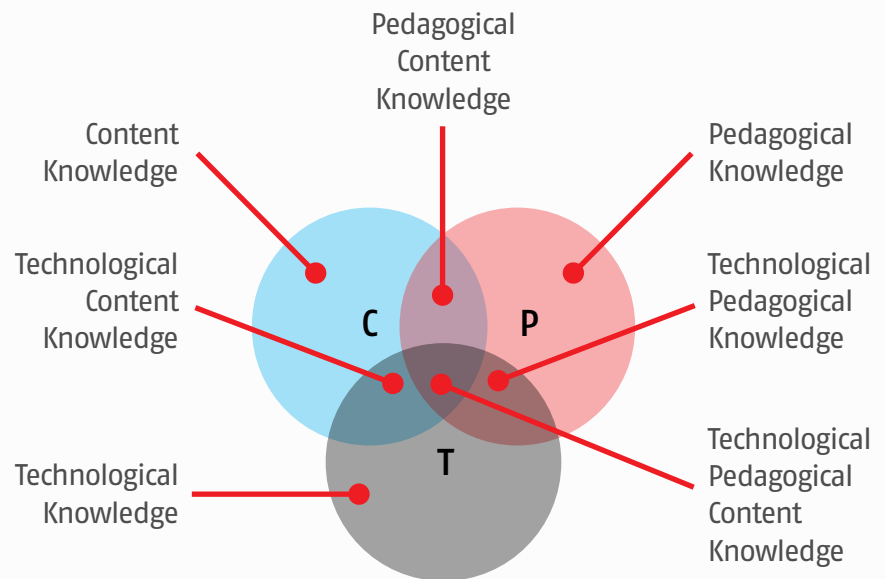 Pedagogical
Content
Knowledge
Content
Knowledge
Pedagogical
Knowledge
Technological
Content
Knowledge
Technological
Pedagogical
Knowledge
C
P
T
Technological
Knowledge
Technological
Pedagogical
Content
Knowledge